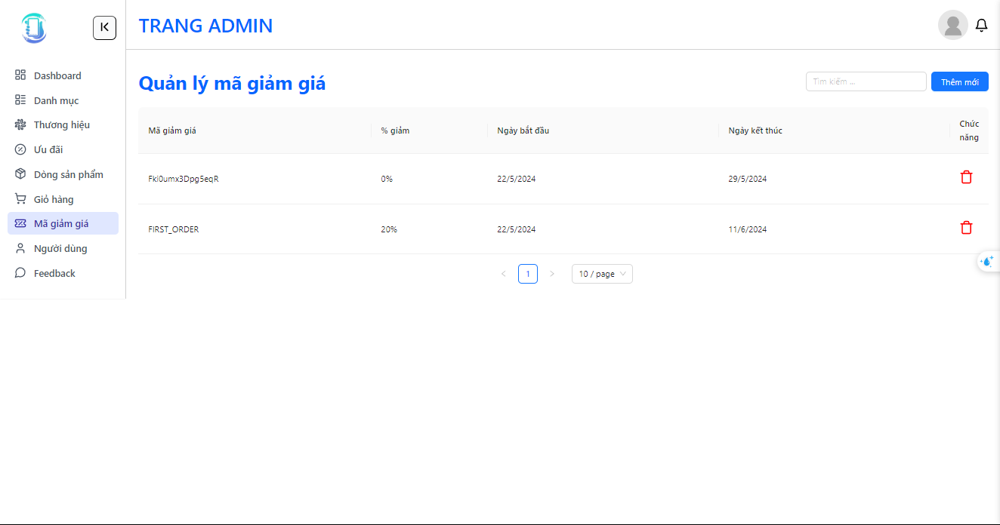 TRANG ADMIN
Dashboard
Danh mục
Thương hiệu
Ưu đãi
Dòng sản phẩm
Giỏ hàng
Mã giảm giá
Người dùng
Feedback
Quản lý mã giảm giá
Tìm kiếm ...
Thêm mới
Mã giảm giá % giảm Ngày bắt đầu Ngày kết thúc Chức năng
Fki0umx3Dpg5eqR 0% 22/5/2024 29/5/2024
FIRST_ORDER 20% 22/5/2024 11/6/2024
< 1 > 10 / page